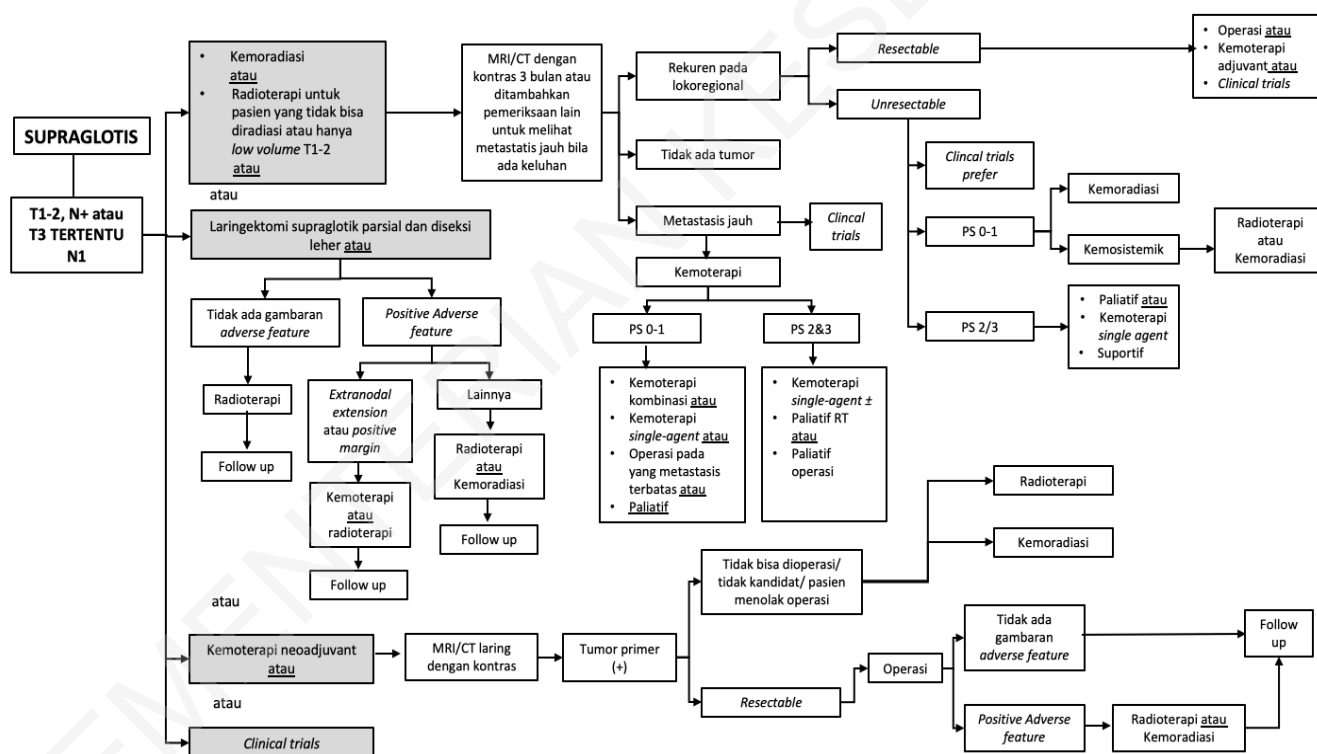 KEMENTERIAN KESE
SUPRAGLOTIS
T1-2, N+ atau
T3 TERTENTU
N1
• Kemoradiasi
atau
• Radioterapi untuk
pasien yang tidak bisa
diradiasi atau hanya
low volume T1-2
atau
MRI/CT dengan
kontras 3 bulan atau
ditambahkan
pemeriksaan lain
untuk melihat
metastatis jauh bila
ada keluhan
Rekuren pada
lokoregional
Resectable
• Operasi atau
• Kemoterapi
adjuvant atau
• Clinical trials
Unresectable
Clincal trials
prefer
PS 0-1
Kemoradiasi
Kemosistemik
Radioterapi
atau
Kemoradiasi
PS 2/3
• Paliatif atau
• Kemoterapi
single agent
• Suportif
Tidak ada tumor
Metastasis jauh
Clincal
trials
Kemoterapi
PS 0-1
PS 2&3
• Kemoterapi
kombinasi atau
• Kemoterapi
single-agent atau
• Operasi pada
yang metastasis
terbatas atau
• Paliatif
• Kemoterapi
single-agent ±
• Paliatif RT
atau
• Paliatif
operasi
atau
Laringektomi supraglotik parsial dan diseksi
leher atau
Tidak ada gambaran
adverse feature
Radioterapi
Follow up
Positive Adverse
feature
Extranodal
extension
atau positive
margin
Kemoterapi
atau
radioterapi
Follow up
Lainnya
Radioterapi
atau
Kemoradiasi
Follow up
atau
Kemoterapi neoadjuvant
atau
MRI/CT laring
dengan kontras
Tumor primer
(+)
Tidak bisa dioperasi/
tidak kandidat/ pasien
menolak operasi
Radioterapi
Kemoradiasi
Resectable
Operasi
Tidak ada
gambaran
adverse feature
Follow
up
Positive Adverse
feature
Radioterapi atau
Kemoradiasi
atau
Clinical trials